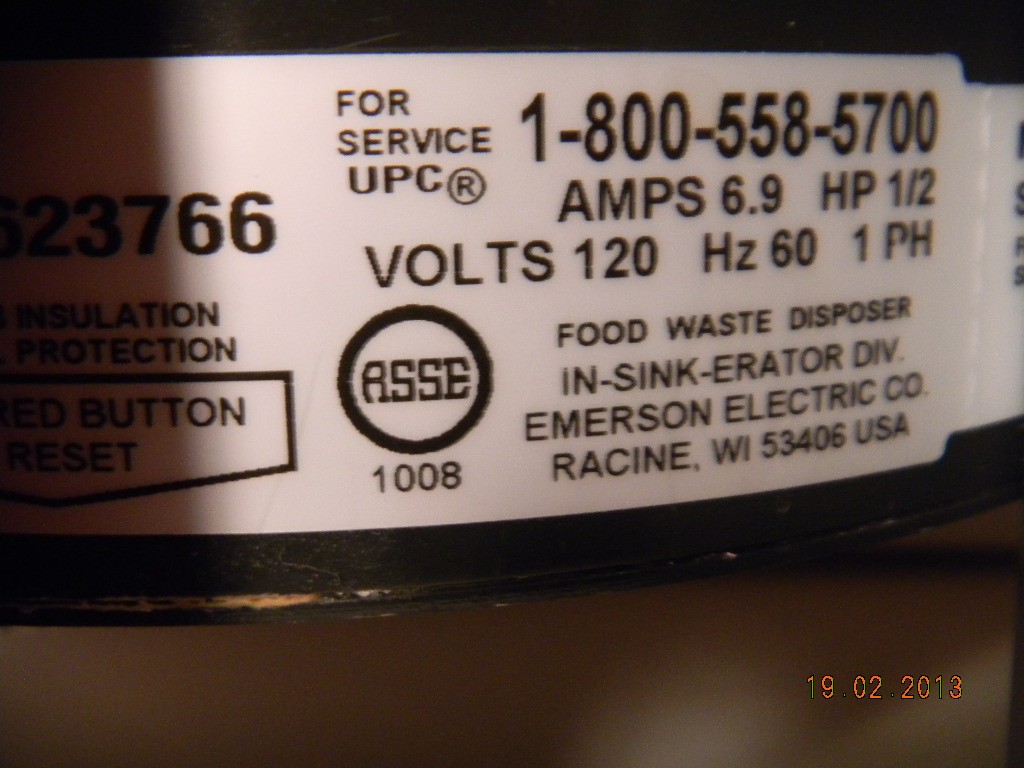 FOR
SERVICE 1-800-558-5700
UPC®
AMPS 6.9 HP 1/2
VOLTS 120 Hz 60 1 PH
623766
INSULATION
PROTECTION
RED BUTTON
RESET
ASSE
1008
FOOD WASTE DISPOSER
IN-SINK-ERATOR DIV.
EMERSON ELECTRIC CO.
RACINE, WI 53406 USA
19.02.2013